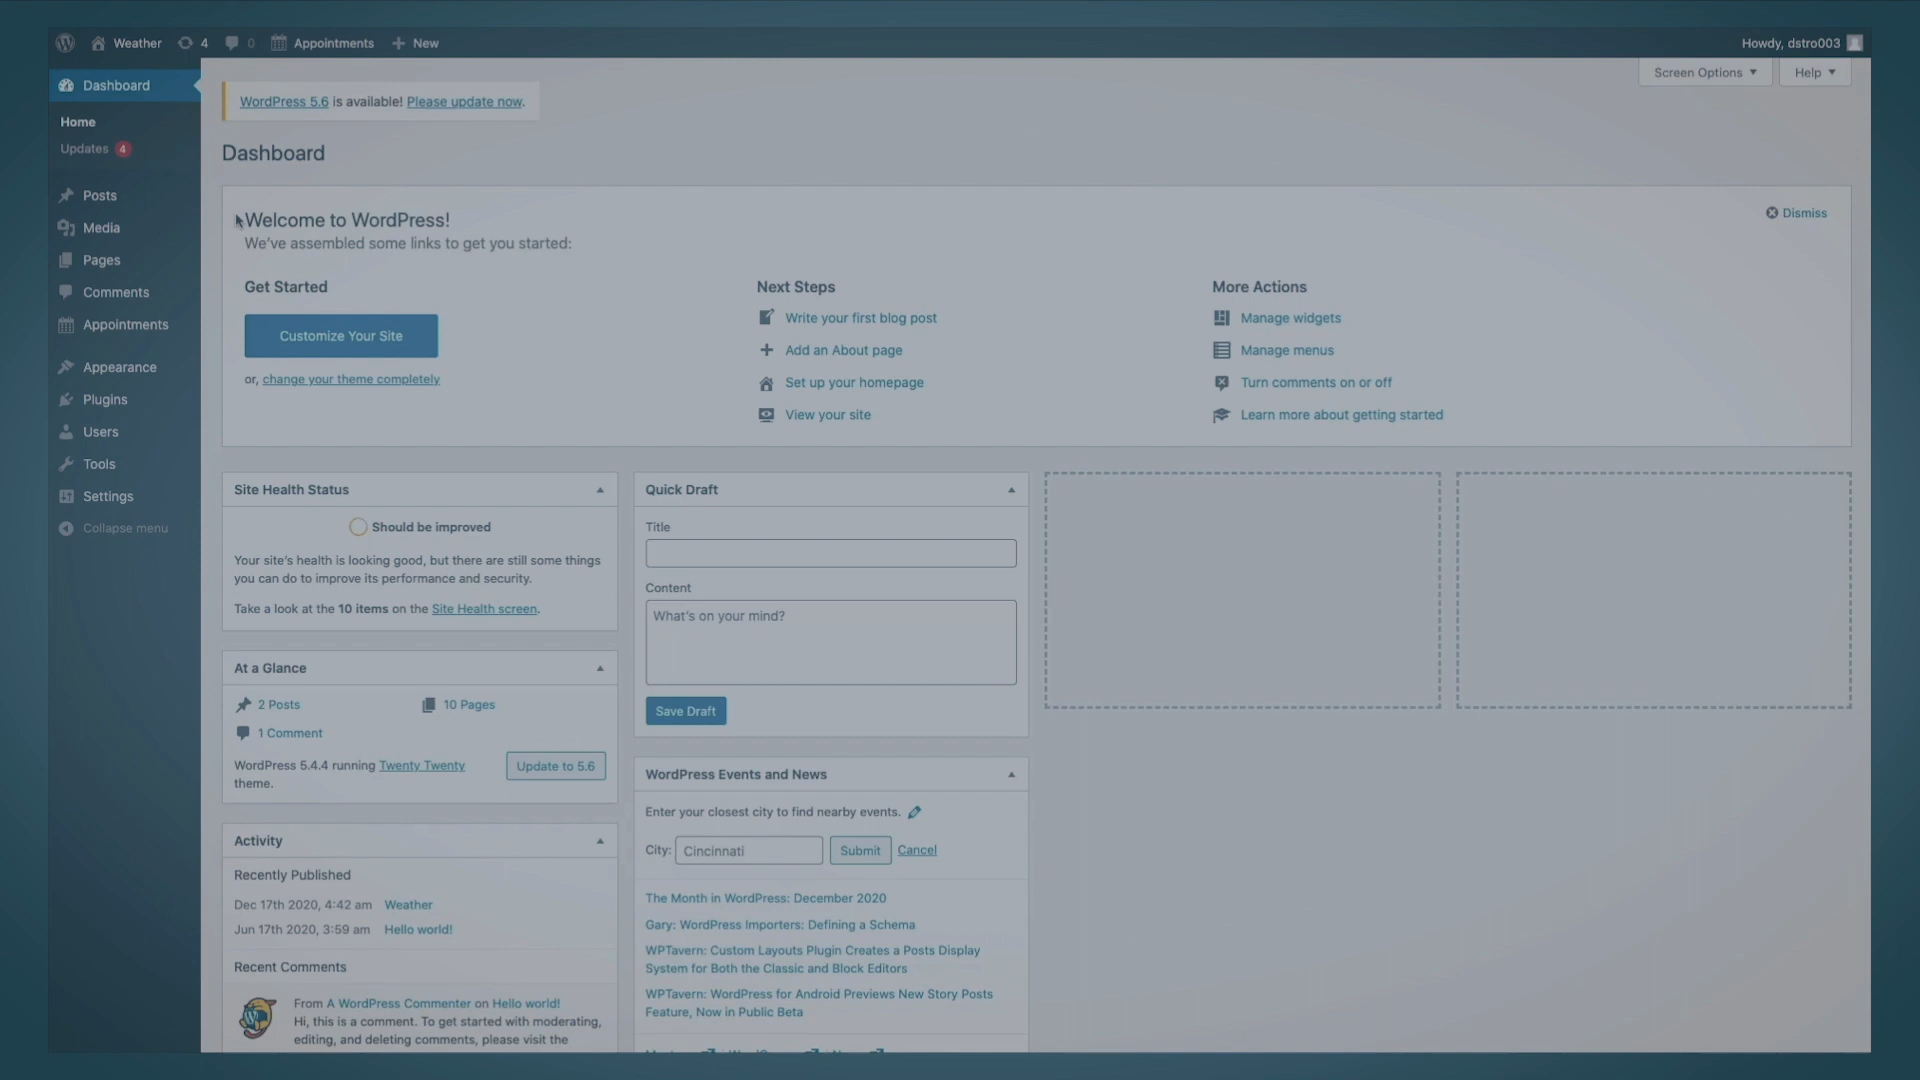 Weather 4 0 Appointments New
Howdy, dstro003
Dashboard
Home
Updates 4
Posts
Media
Pages
Comments
Appointments
Appearance
Plugins
Users
Tools
Settings
Collapse menu
Screen Options
Help
WordPress 5.6 is available! Please update now.
Dashboard
Welcome to WordPress!
We've assembled some links to get you started:
Dismiss
Get Started
Customize Your Site
or, change your theme completely
Next Steps
Write your first blog post
Add an About page
Set up your homepage
View your site
More Actions
Manage widgets
Manage menus
Turn comments on or off
Learn more about getting started
Site Health Status
Should be improved
Your site's health is looking good, but there are still some things
you can do to improve its performance and security.
Take a look at the 10 items on the Site Health screen.
At a Glance
2 Posts
10 Pages
1 Comment
WordPress 5.4.4 running Twenty Twenty
theme.
Update to 5.6
Activity
Recently Published
Dec 17th 2020, 4:42 am Weather
Jun 17th 2020, 3:59 am Hello world!
Recent Comments
From A WordPress Commenter on Hello world!
Hi, this is a comment. To get started with moderating,
editing, and deleting comments, please visit the
Quick Draft
Title
Content
What's on your mind?
Save Draft
WordPress Events and News
Enter your closest city to find nearby events.
City: Cincinnati Submit Cancel
The Month in WordPress: December 2020
Gary: WordPress Importers: Defining a Schema
WPTavern: Custom Layouts Plugin Creates a Posts Display
System for Both the Classic and Block Editors
WPTavern: WordPress for Android Previews New Story Posts
Feature, Now in Public Beta